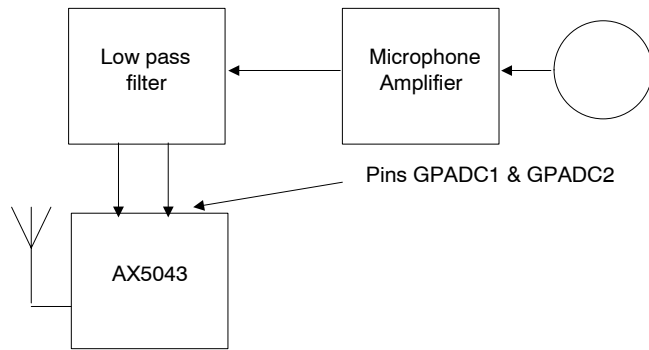 Low pass
filter
Microphone
Amplifier
Pins GPADC1 & GPADC2
AX5043